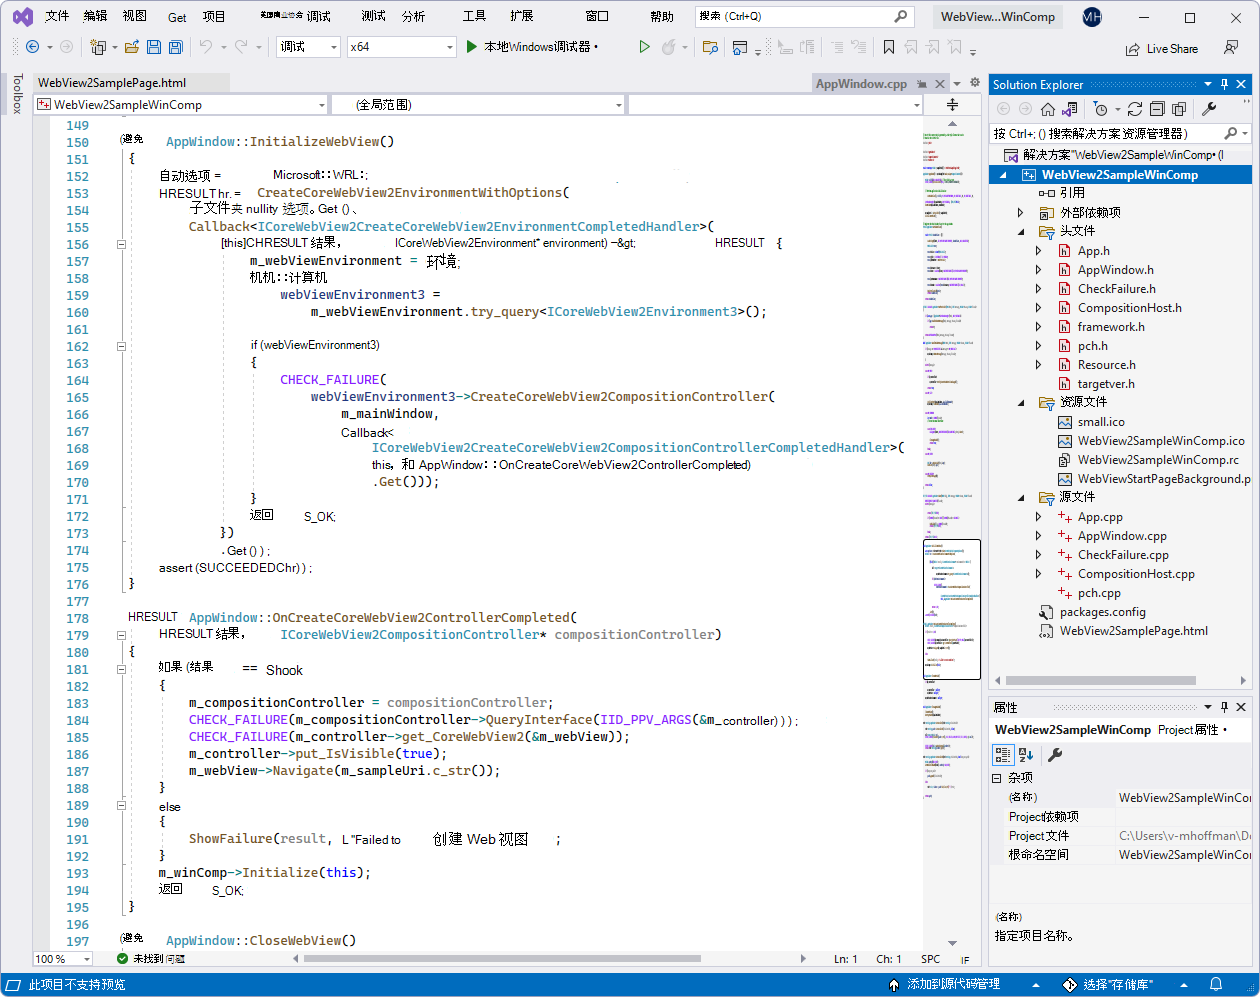 文件 编辑 视图 Get 项目 调试 测试 分析 工具 扩展 窗口 帮助 搜索 (Ctrl+Q) WebView...WinComp MH
调试 x64 本地Windows调试器 Live Share
Toolbox
WebView2SamplePage.html AppWindow.cpp
WebView2SampleWinComp (全局范围)
149
150 (避免 AppWindow::InitializeWebView()
151 {
152 自动选项 = Microsoft::WRL:;
153 HRESULT hr. = CreateCoreWebView2EnvironmentWithOptions(
154 子文件夹 nullity 选项。Get ()、
155 Callback<ICoreWebView2CreateCoreWebView2EnvironmentCompletedHandler>(
156 [this]CHRESULT 结果, ICoreWebView2Environment* environment) -&gt; HRESULT {
157 m_webViewEnvironment = 环境;
158 机机::计算机
159 webViewEnvironment3 =
160 m_webViewEnvironment.try_query<ICoreWebView2Environment3>();
161
162 if (webViewEnvironment3)
163 {
164 CHECK_FAILURE(
165 webViewEnvironment3->CreateCoreWebView2CompositionController(
166 m_mainWindow,
167 Callback<
168 ICoreWebView2CreateCoreWebView2CompositionControllerCompletedHandler>(
169 this, 和 AppWindow::OnCreateCoreWebView2ControllerCompleted)
170 .Get()));
171 }
172 返回 S_OK;
173 })
174 .Get());
175 assert (SUCCEEDEDChr));
176 }
177
178 HRESULT AppWindow::OnCreateCoreWebView2ControllerCompleted(
179 HRESULT 结果, ICoreWebView2CompositionController* compositionController)
180 {
181 如果 (结果 == Shook
182 {
183 m_compositionController = compositionController;
184 CHECK_FAILURE(m_compositionController->QueryInterface(IID_PPV_ARGS(&m_controller)));
185 CHECK_FAILURE(m_controller->get_CoreWebView2(&m_webView));
186 m_controller->put_IsVisible(true);
187 m_webView->Navigate(m_sampleUri.c_str());
188 }
189 else
190 {
191 ShowFailure(result, L "Failed to 创建 Web 视图 ;
192 }
193 m_winComp->Initialize(this);
194 返回 S_OK;
195 }
196
197 (避免 AppWindow::CloseWebView()
100 % 未找到问题 Ln: 1 Ch: 1 SPC IF
Solution Explorer
按 Ctrl+; () 搜索解决方案资源管理器)
解决方案"WebView2SampleWinComp• (I
WebView2SampleWinComp
引用
外部依赖项
头文件
App.h
AppWindow.h
CheckFailure.h
CompositionHost.h
framework.h
pch.h
Resource.h
targetver.h
资源文件
small.ico
WebView2SampleWinComp.ico
WebView2SampleWinComp.rc
WebViewStartPageBackground.p
源文件
App.cpp
AppWindow.cpp
CheckFailure.cpp
CompositionHost.cpp
pch.cpp
packages.config
WebView2SamplePage.html
属性
WebView2SampleWinComp Project属性 •
杂项
(名称) WebView2SampleWinCo
Project依赖项
Project文件 C:\Users\v-mhoffman\D
根命名空间 WebView2SampleWinCo
(名称)
指定项目名称。
此项目不支持预览 添加到源代码管理 选择"存储库"